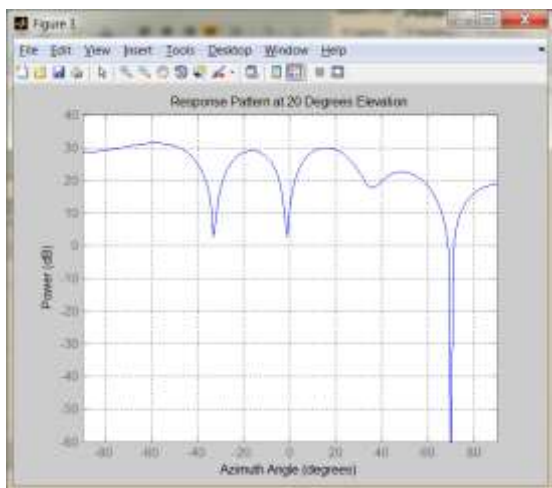 Figure 1
File Edit View Insert Tools Desktop Window Help
Response Pattern at 20 Degrees Elevation
40
30
20
10
0
-10
-20
-30
-40
-50
-60
Power (dB)
-80 -60 -40 -20 0 20 40 60 80
Azimuth Angle (degrees)